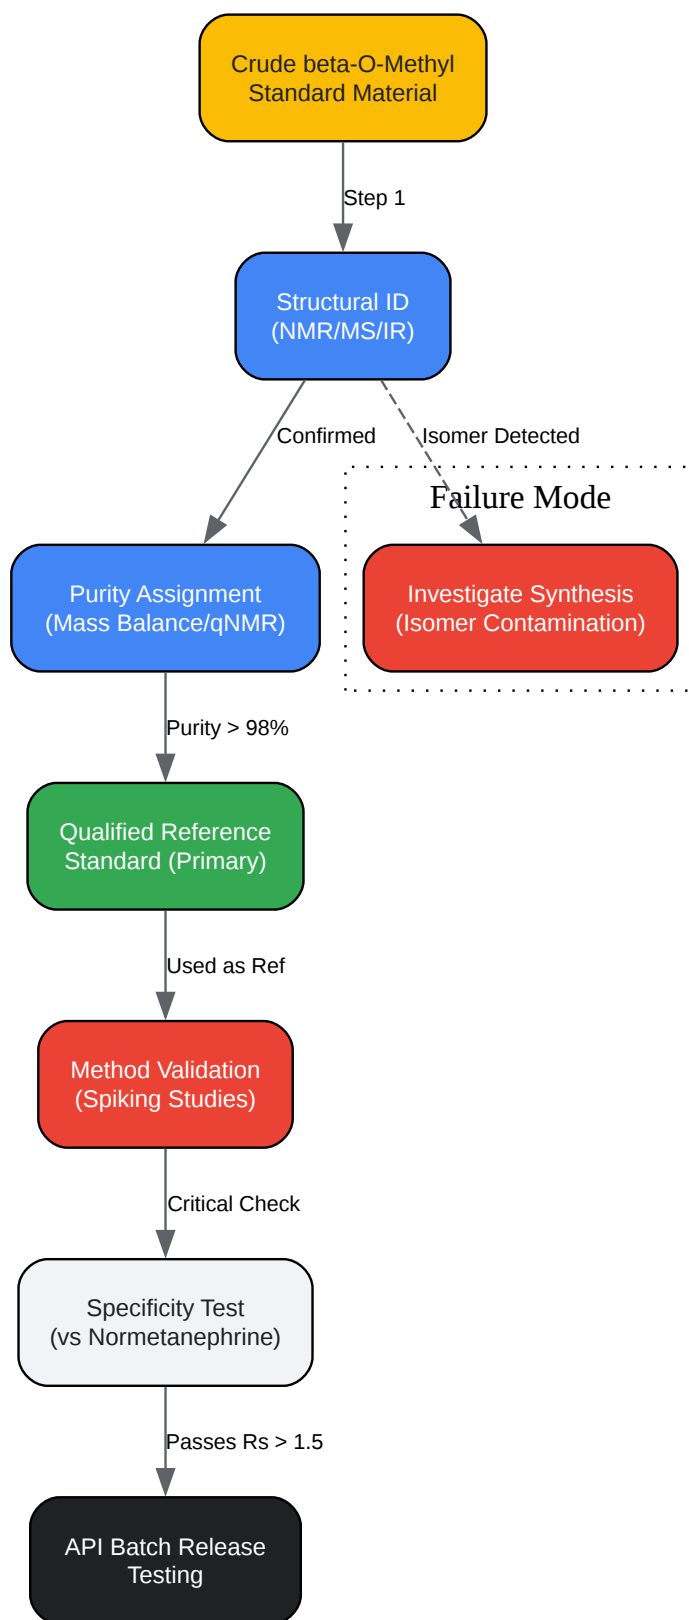 Crude beta-O-Methyl
Standard Material
Step 1
Structural ID
(NMR/MS/IR)
Confirmed
Isomer Detected
Failure Mode
Purity Assignment
(Mass Balance/qNMR)
Investigate Synthesis
(Isomer Contamination)
Purity > 98%
Qualified Reference
Standard (Primary)
Used as Ref
Method Validation
(Spiking Studies)
Critical Check
Specificity Test
(vs Normetanephrine)
Passes Rs > 1.5
API Batch Release
Testing